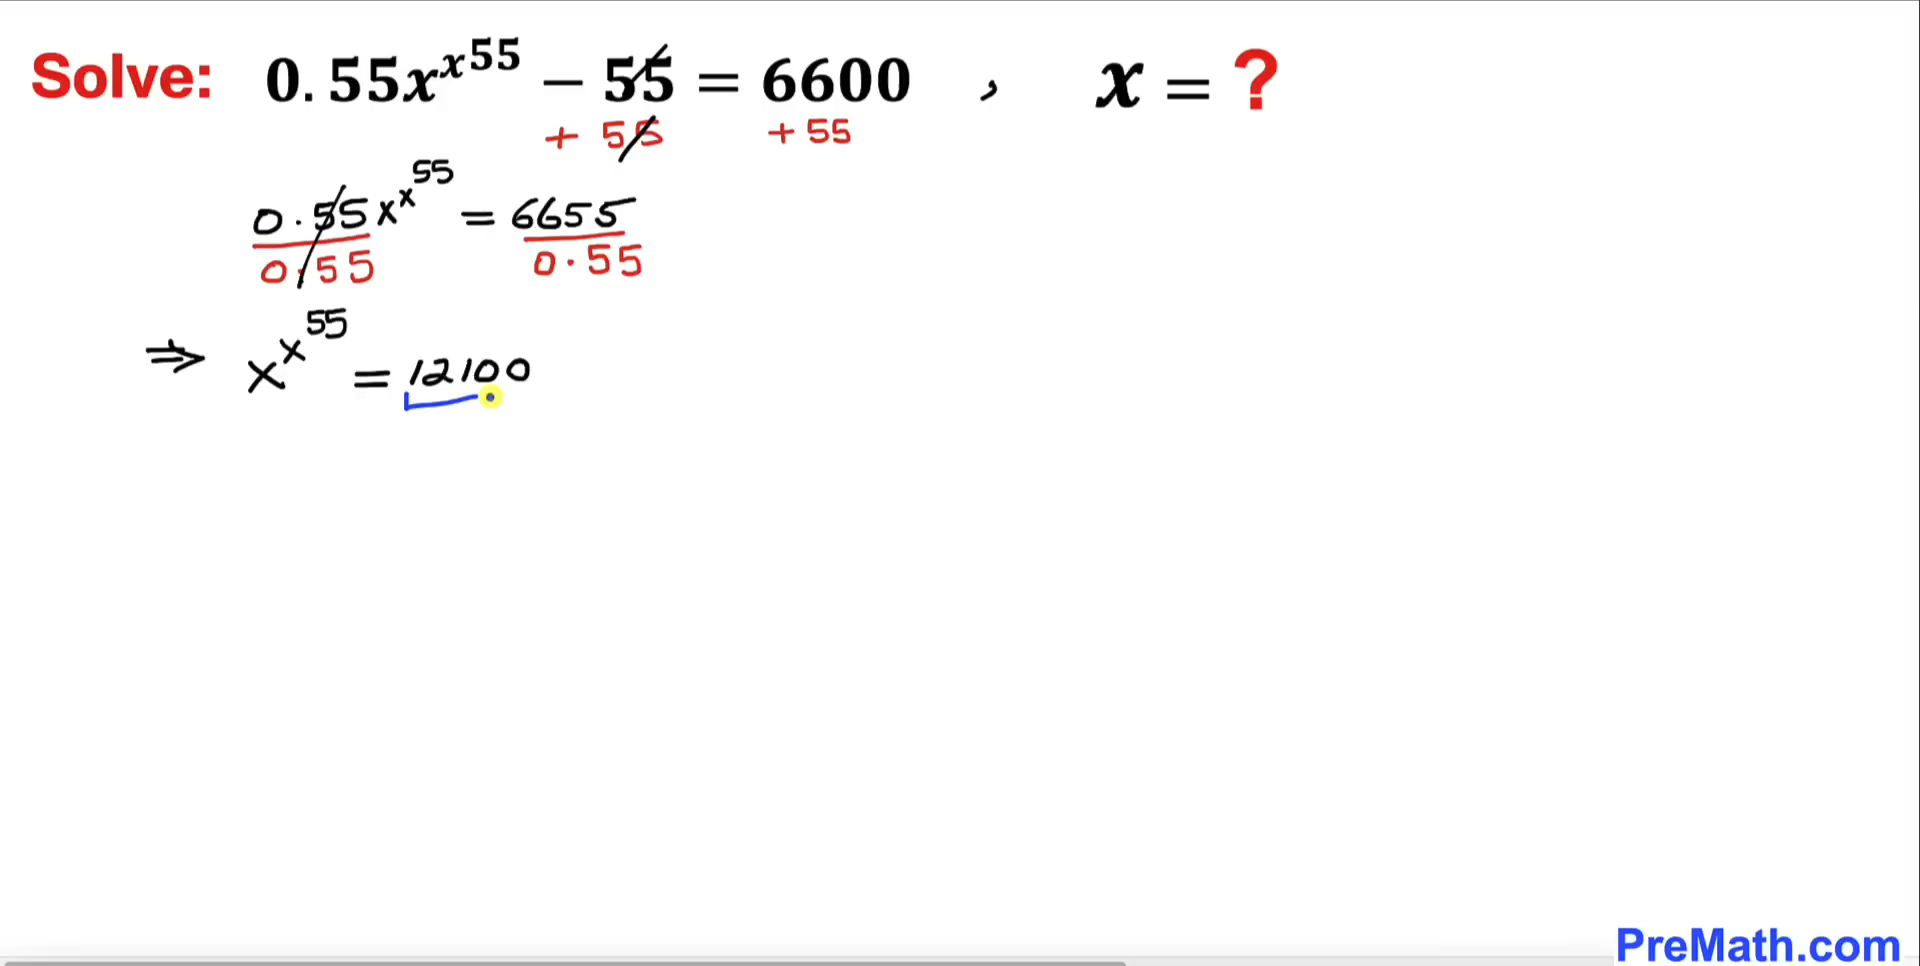 Solve: 0.55x^{x^{55}} − 55 = 6600 , x = ?
+ 55 + 55
0.55x^{x^{55}} = 6655
0.55 0.55
⇒ x^{x^{55}} = 12100
PreMath.com